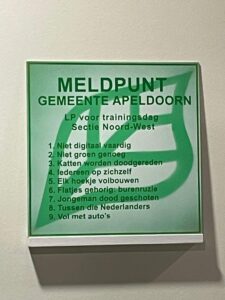 MELDPUNT
GEMEENTE APELDOORN
LP voor trainingsdag
Sectie Noord-West
1. Niet digitaal vaardig
2. Niet groen genoeg
3. Katten worden doodgereden
4. Iedereen op zichzelf
5. Elk hoekje volbouwen
6. Flatjes gehorig: burenruzie
7. Jongeman dood geschoten
8. Tussen die Nederlanders
9. Vol met auto's